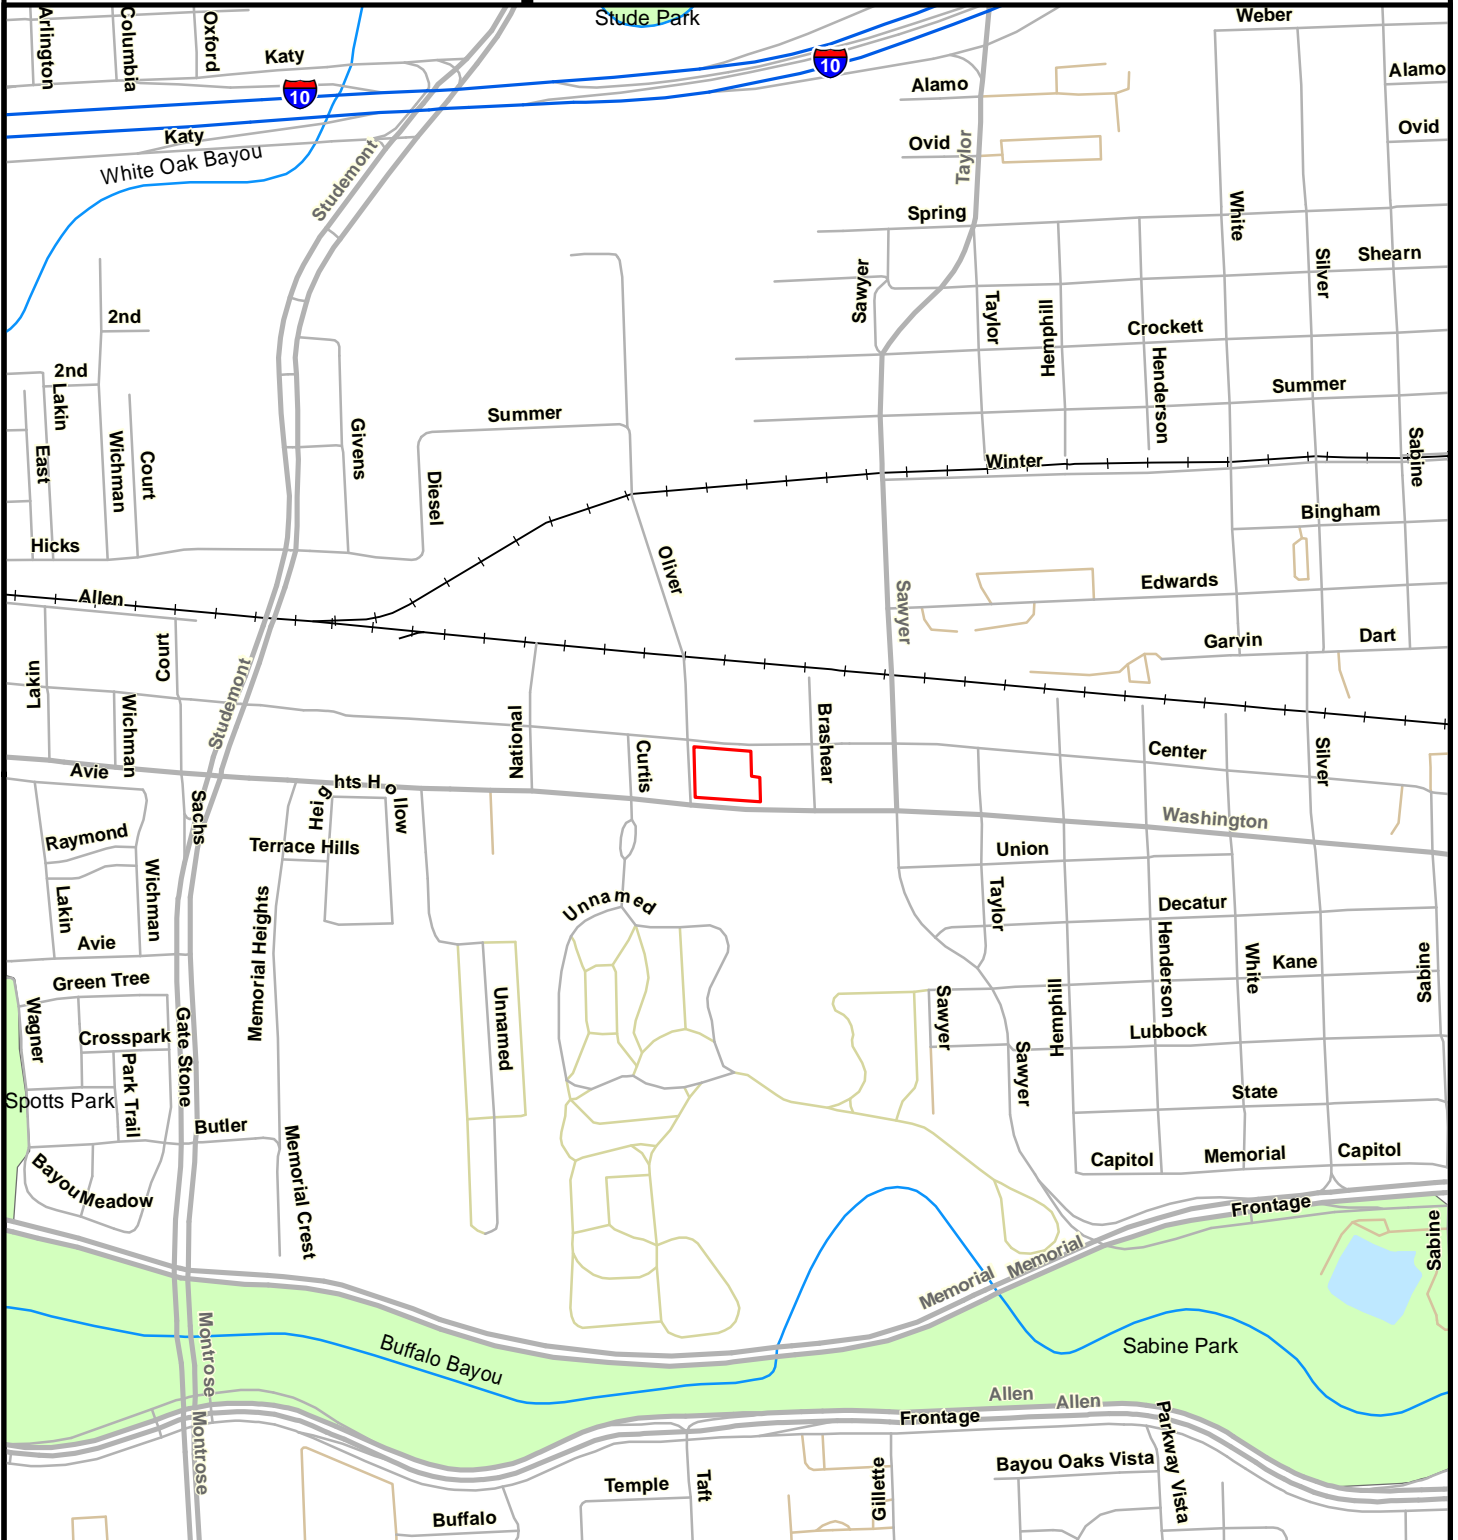 Stude Park
Weber
Arlington
Columbia
Oxford
Katy
10
10
Alamo
Alamo
Katy
White Oak Bayou
Studemont
Ovid
Ovid
Taylor
Spring
White
Silver
Shearn
Sawyer
Taylor
Hemphill
Crockett
Henderson
2nd
2nd
Lakin
Summer
Summer
East
Wichman
Court
Givens
Diesel
Winter
Sabine
Bingham
Hicks
Oliver
Allen
Edwards
Sawyer
Garvin
Dart
Court
Lakin
Wichman
Studemont
National
Curtis
Brashear
Center
Silver
Avie
Heights Hollow
Sachs
Washington
Raymond
Terrace Hills
Union
Lakin
Wichman
Memorial Heights
Unnamed
Taylor
Decatur
Avie
Henderson
White
Kane
Sabine
Green Tree
Wagner
Gate Stone
Unnamed
Sawyer
Hemphill
Crosspark
Lubbock
Park Trail
Sawyer
Spotts Park
State
Butler
Memorial Crest
Capitol
Memorial
Capitol
Bayou Meadow
Frontage
Sabine
Memorial
Memorial
Montrose
Buffalo Bayou
Sabine Park
Allen
Allen
Frontage
Montrose
Parkway Vista
Bayou Oaks Vista
Temple
Taft
Gillette
Buffalo